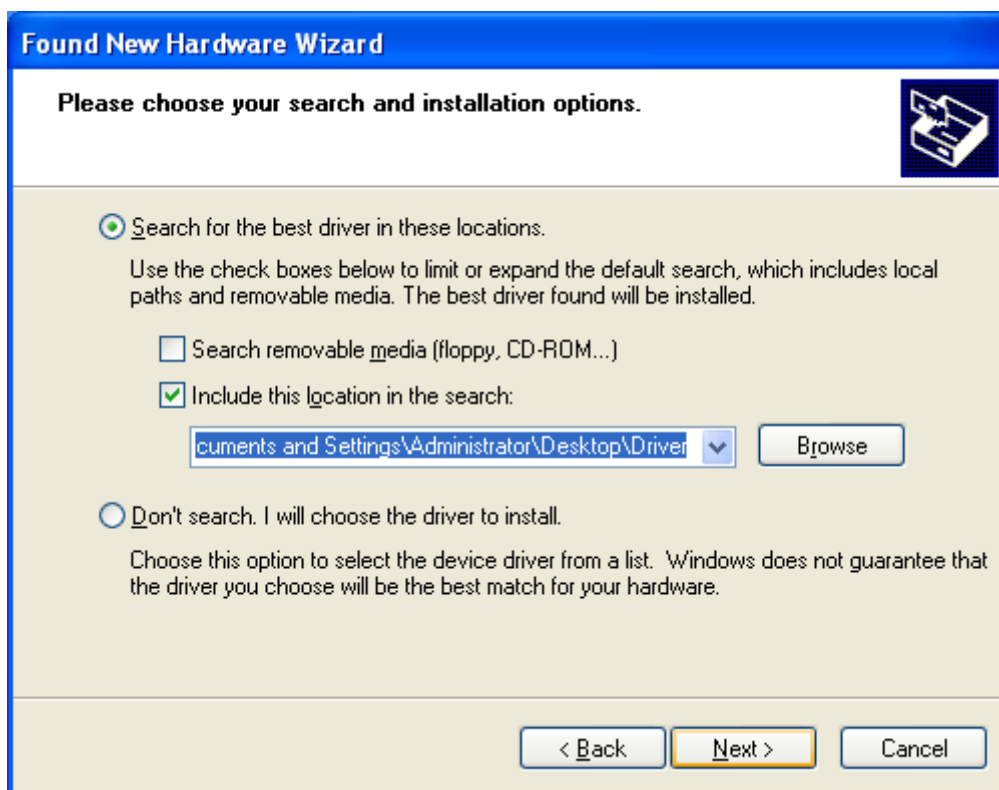 Found New Hardware Wizard
Please choose your search and installation options.
Search for the best driver in these locations.
Use the check boxes below to limit or expand the default search, which includes local
paths and removable media. The best driver found will be installed.
Search removable media (floppy, CD-ROM...)
Include this location in the search:
cuments and Settings\Administrator\Desktop\Driver
Browse
Don't search. I will choose the driver to install.
Choose this option to select the device driver from a list. Windows does not guarantee that
the driver you choose will be the best match for your hardware.
< Back
Next >
Cancel